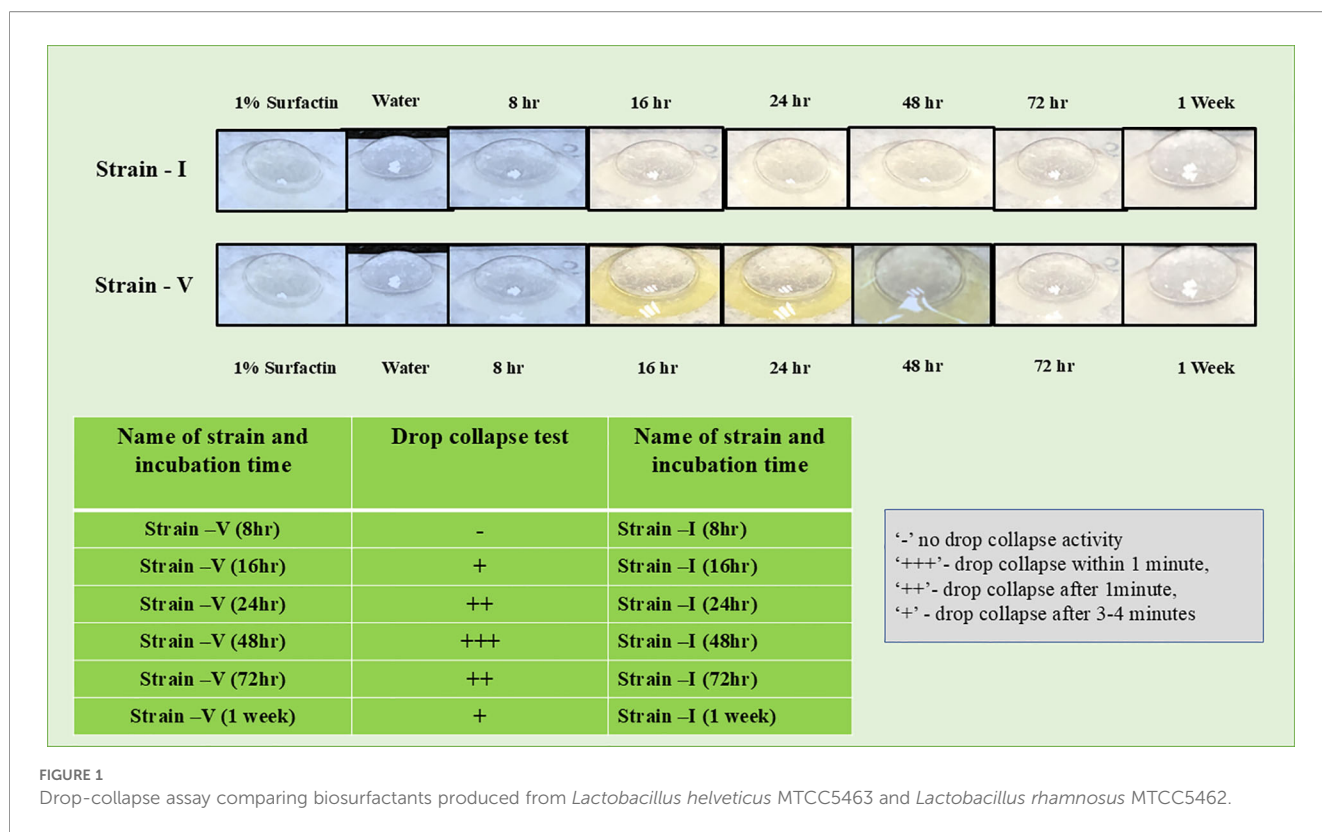 1% Surfactin Water 8 hr 16 hr 24 hr 48 hr 72 hr 1 Week
Strain - I
Strain - V
1% Surfactin Water 8 hr 16 hr 24 hr 48 hr 72 hr 1 Week
Name of strain and Drop collapse test Name of strain and
incubation time incubation time
Strain –V (8hr) - Strain –I (8hr)
Strain –V (16hr) + Strain –I (16hr)
Strain –V (24hr) ++ Strain –I (24hr)
Strain –V (48hr) +++ Strain –I (48hr)
Strain –V (72hr) ++ Strain –I (72hr)
Strain –V (1 week) + Strain –I (1 week)
‘-’ no drop collapse activity
‘+++’- drop collapse within 1 minute,
‘++’- drop collapse after 1minute,
‘+’ - drop collapse after 3-4 minutes
FIGURE 1
Drop-collapse assay comparing biosurfactants produced from Lactobacillus helveticus MTCC5463 and Lactobacillus rhamnosus MTCC5462.